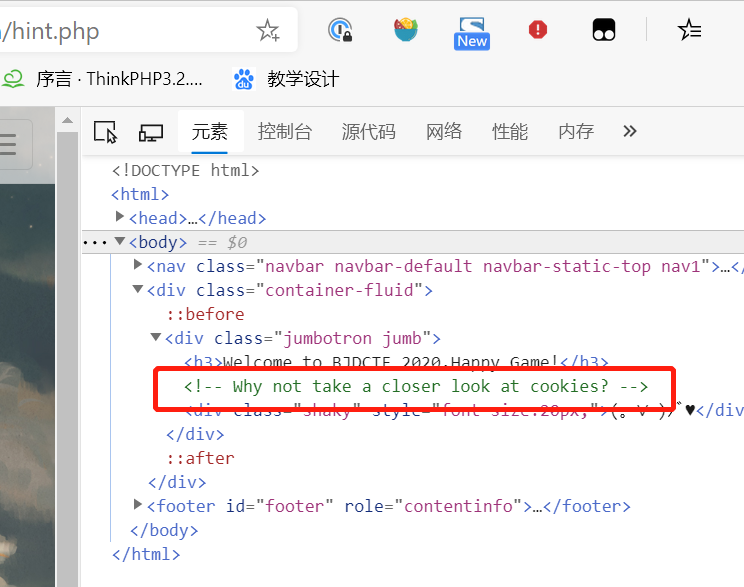 /hint.php
New
序言 · ThinkPHP3.2.... du 教学设计
元素 控制台 源代码 网络 性能 内存 »
<!DOCTYPE html>
<html>
<head>…</head>
<body> == $0
<nav class="navbar navbar-default navbar-static-top nav1">…</
<div class="container-fluid">
::before
<div class="jumbotron jumb">
<h3>Welcome to BJDCTF 2020.Happy Game!</h3>
<!-- Why not take a closer look at cookies? -->
<div class="shaky" style="font-size:20px;"> </div
</div>
::after
</div>
<footer id="footer" role="contentinfo">…</footer>
</body>
</html>